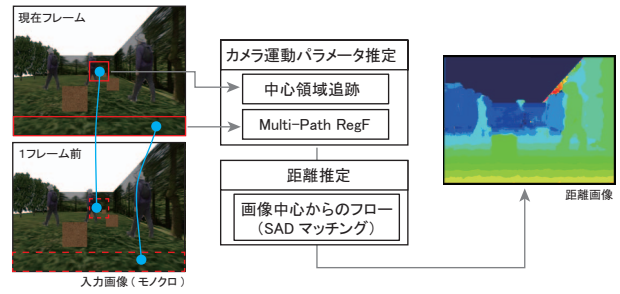 現在フレーム
1フレーム前
入力画像 ( モノクロ )
カメラ運動パラメータ推定
中心領域追跡
Multi-Path RegF
距離推定
画像中心からのフロー
(SAD マッチング)
距離画像